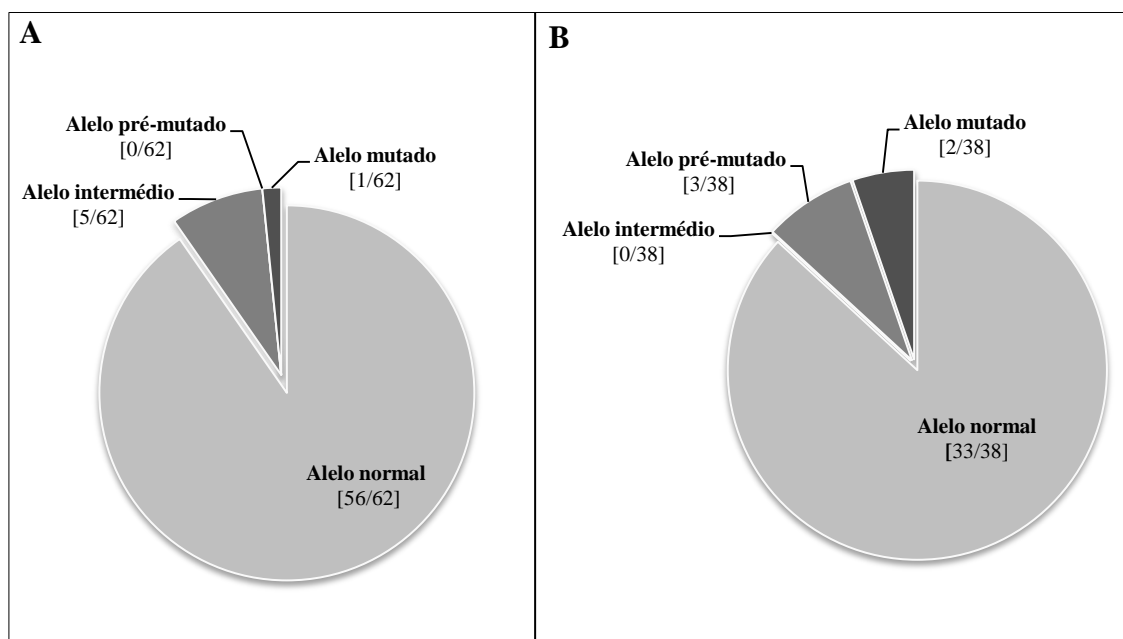 A
Alelo pré-mutado
[0/62]
Alelo mutado
[1/62]
Alelo intermédio
[5/62]
Alelo normal
[56/62]
B
Alelo mutado
[2/38]
Alelo pré-mutado
[3/38]
Alelo intermédio
[0/38]
Alelo normal
[33/38]